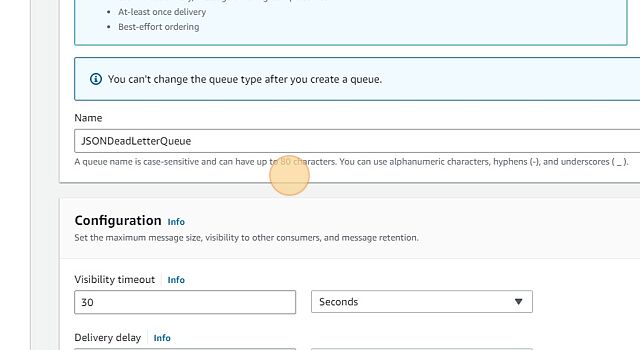 At-least once delivery
Best-effort ordering
You can't change the queue type after you create a queue.
Name
JSONDeadLetterQueue
A queue name is case-sensitive and can have up to 80 characters. You can use alphanumeric characters, hyphens (-), and underscores ( _ ).
Configuration Info
Set the maximum message size, visibility to other consumers, and message retention.
Visibility timeout Info
30 Seconds
Delivery delay Info